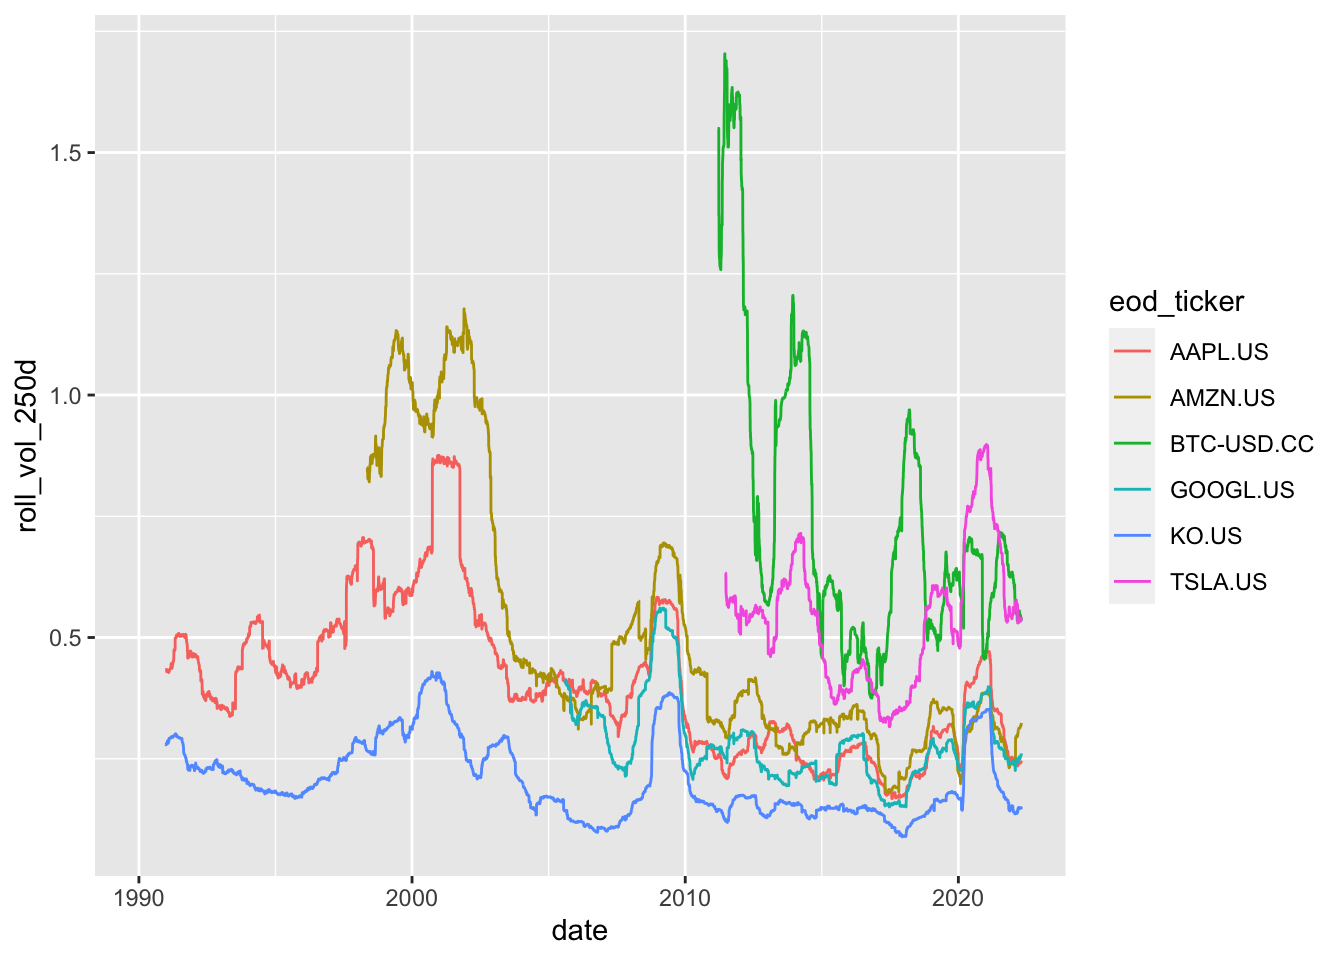 1.5
1.0
0.5
roll_vol_250d
1990 2000 2010 2020
date
eod_ticker
AAPL.US
AMZN.US
BTC-USD.CC
GOOGL.US
KO.US
TSLA.US